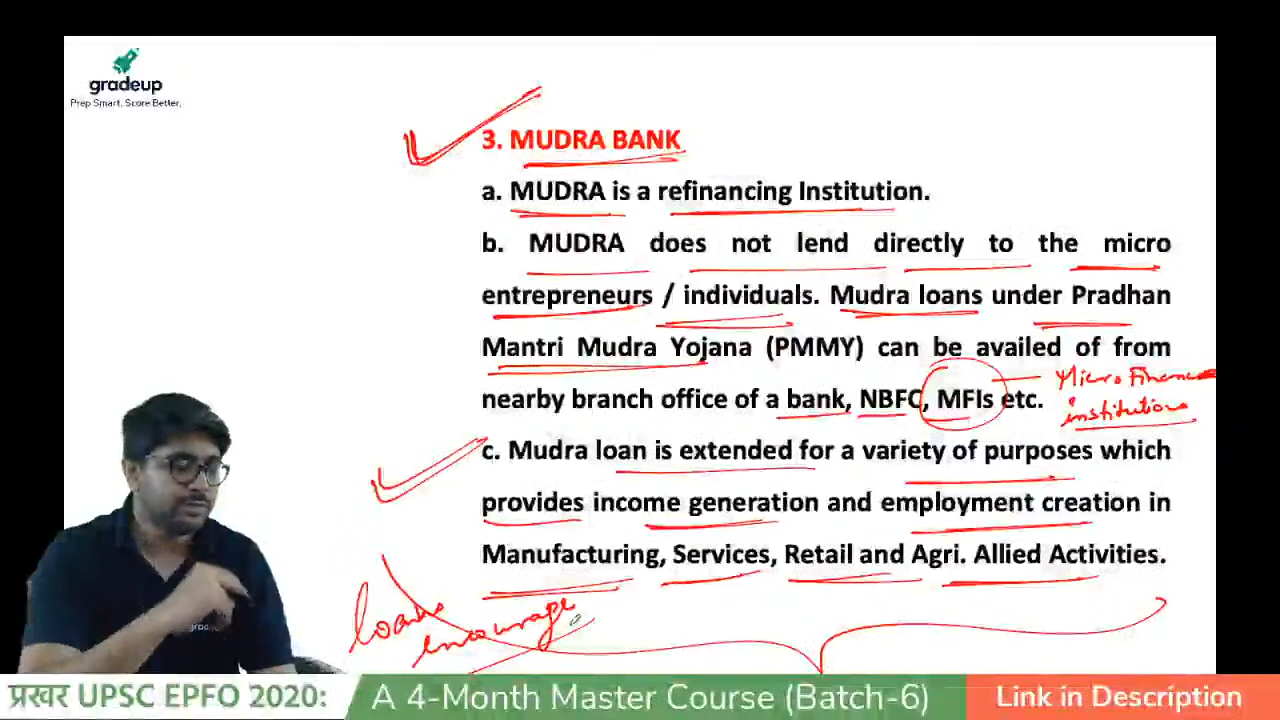 gradeup
Prep Smart. Score Better.
3. MUDRA BANK
a. MUDRA is a refinancing Institution.
b. MUDRA does not lend directly to the micro
entrepreneurs / individuals. Mudra loans under Pradhan
Mantri Mudra Yojana (PMMY) can be availed of from
nearby branch office of a bank, NBFC, MFIs etc.
Micro Finance
institutions
c. Mudra loan is extended for a variety of purposes which
provides income generation and employment creation in
Manufacturing, Services, Retail and Agri. Allied Activities.
loans
encourage
प्रखर UPSC EPFO 2020: A 4-Month Master Course (Batch-6) Link in Description